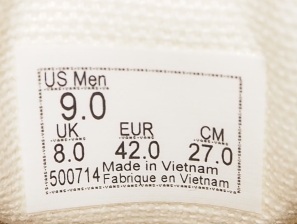 US Men
9.0
UK EUR CM
8.0 42.0 27.0
500714 Made in Vietnam
Fabrique en Vietnam